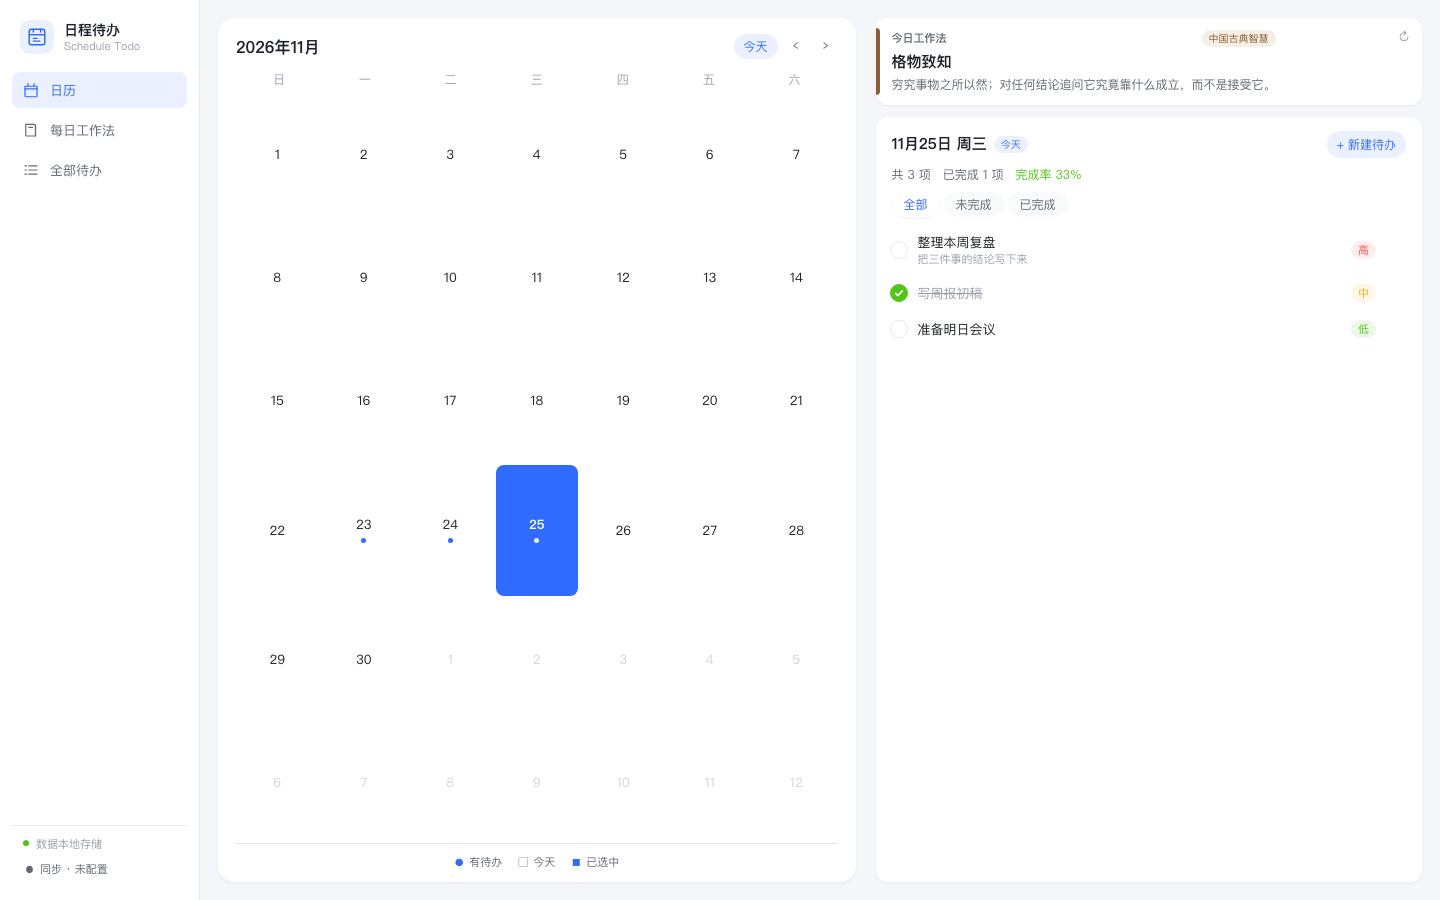 日程待办
Schedule Todo
日历
每日工作法
全部待办
数据本地存储
同步 · 未配置
2026年11月
今天 < >
日 一 二 三 四 五 六
1 2 3 4 5 6 7
8 9 10 11 12 13 14
15 16 17 18 19 20 21
22 23 24 25 26 27 28
29 30 1 2 3 4 5
6 7 8 9 10 11 12
有待办 今天 已选中
今日工作法 中国古典智慧
格物致知
穷究事物之所以然；对任何结论追问它究竟靠什么成立，而不是接受它。
11月25日 周三 今天 + 新建待办
共 3 项 已完成 1 项 完成率 33%
全部 未完成 已完成
整理本周复盘 高
把三件事的结论写下来
写周报初稿 中
准备明日会议 低